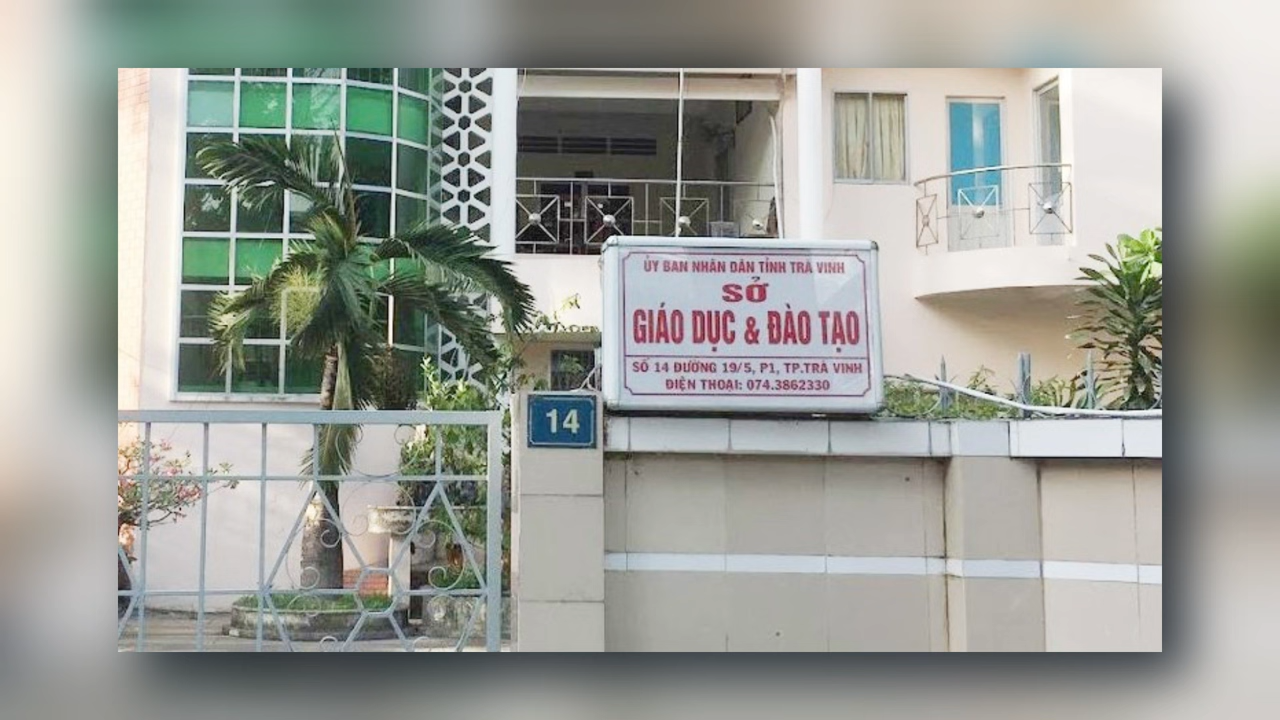 ỦY BAN NHÂN DÂN TỈNH TRÀ VINH
SỞ
GIÁO DỤC & ĐÀO TẠO
SỐ 14 ĐƯỜNG 19/5, P1, TP.TRÀ VINH
ĐIỆN THOẠI: 074.3862330
14